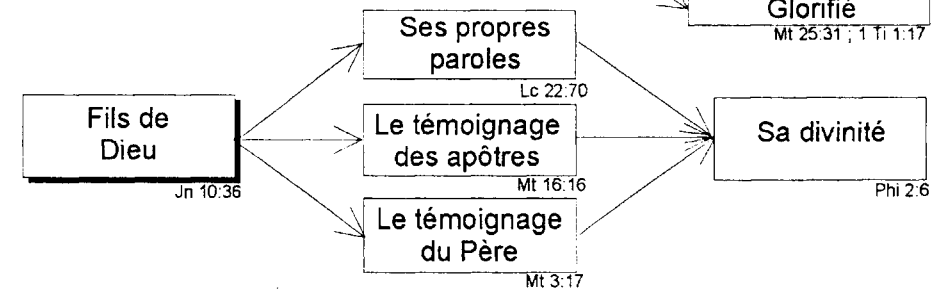 Glorifié
Mt 25:31 ; 1 Ti 1:17
Ses propres
paroles
Lc 22:70
Fils de
Dieu
Jn 10:36
Le témoignage
des apôtres
Mt 16:16
Sa divinité
Phi 2:6
Le témoignage
du Père
Mt 3:17